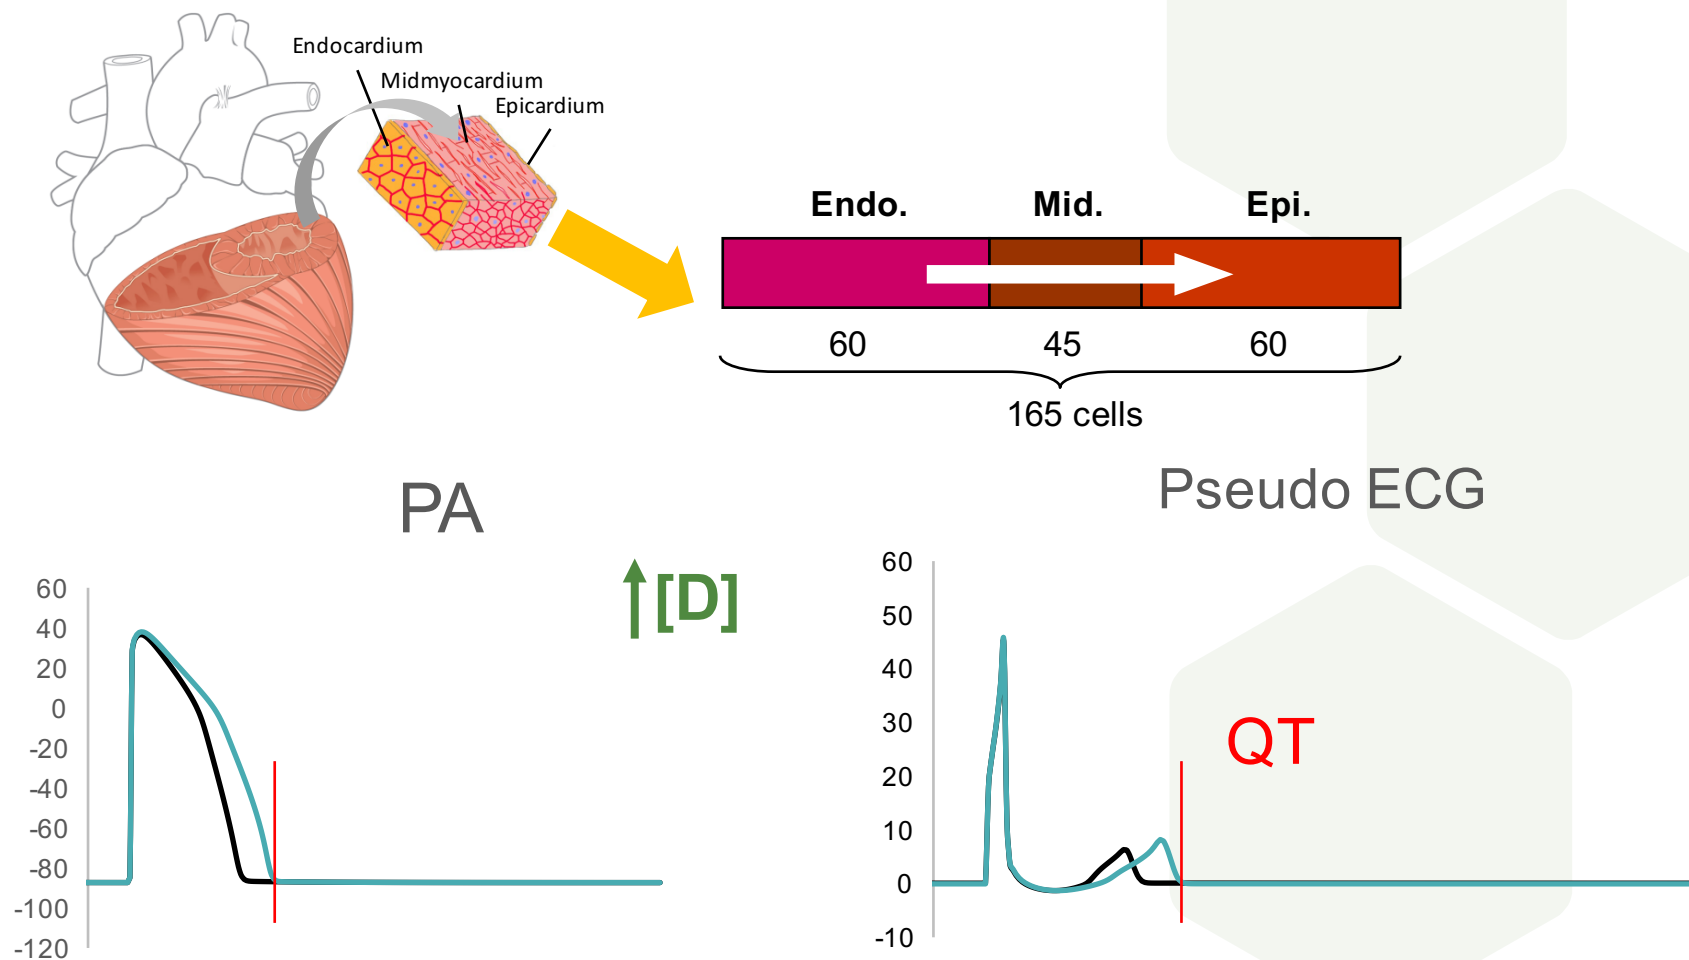 Endocardium
Midmyocardium
Epicardium
Endo. Mid. Epi.
60 45 60
165 cells
PA
[D]
60
40
20
0
-20
-40
-60
-80
-100
-120
Pseudo ECG
QT
60
50
40
30
20
10
0
-10